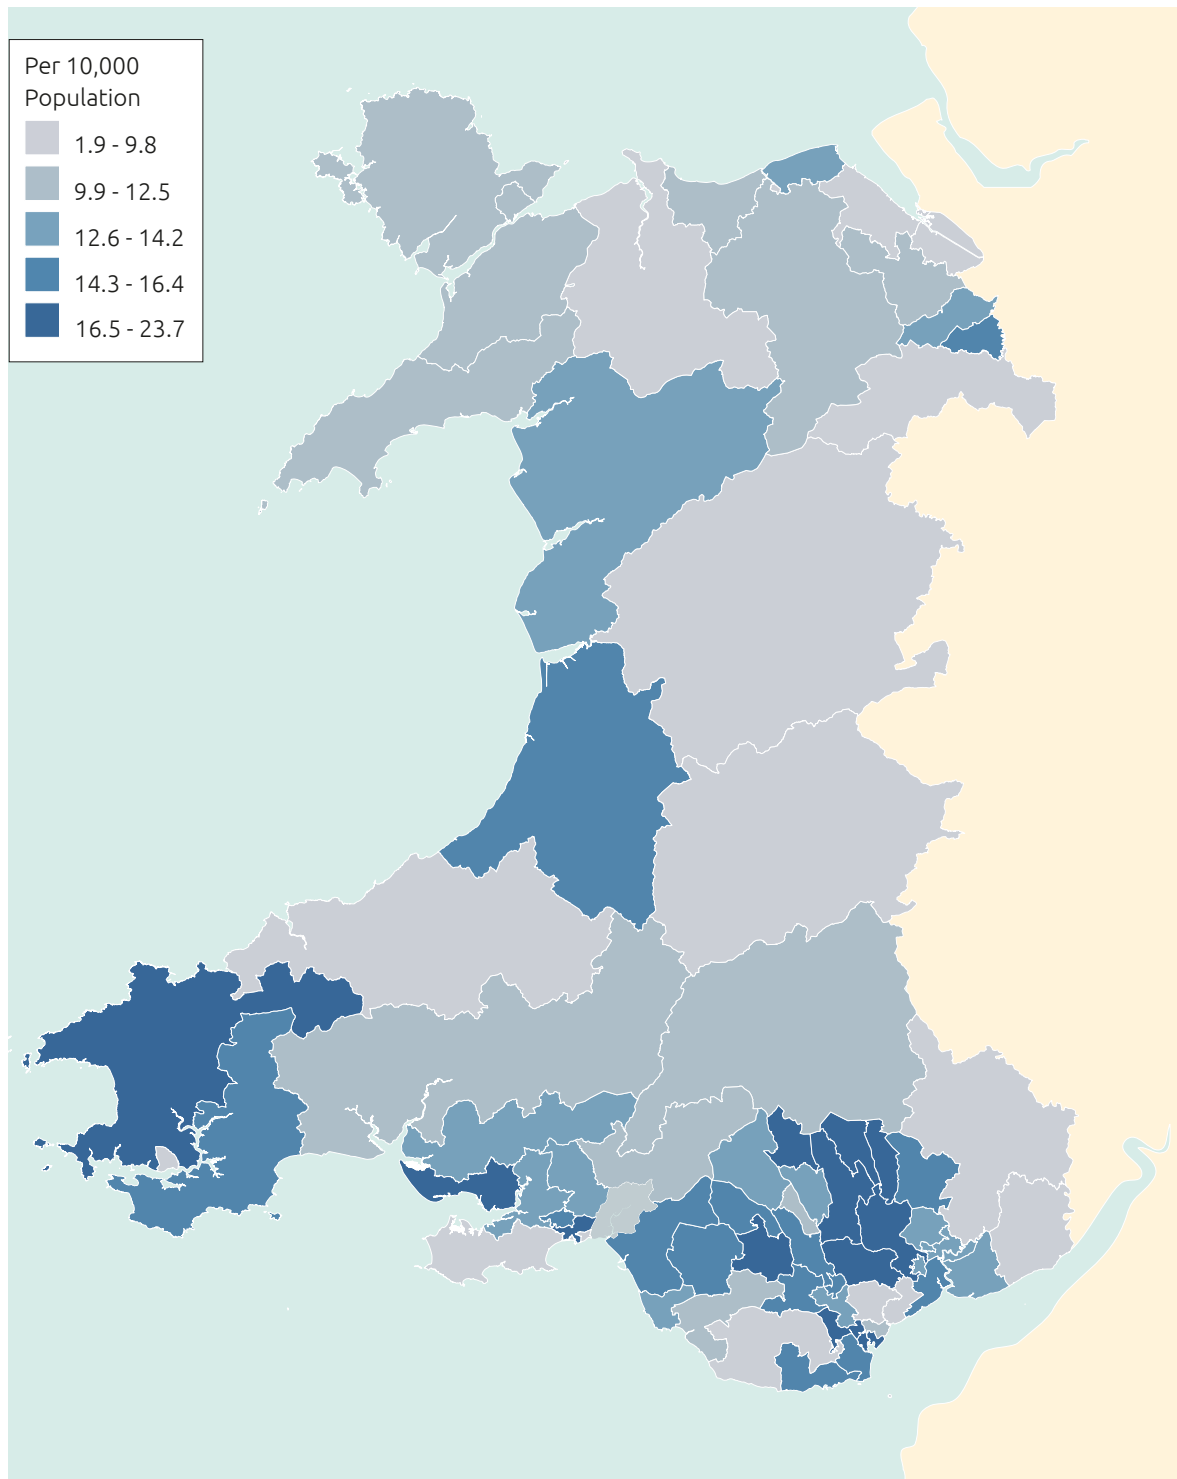 Per 10,000
Population
1.9 - 9.8
9.9 - 12.5
12.6 - 14.2
14.3 - 16.4
16.5 - 23.7